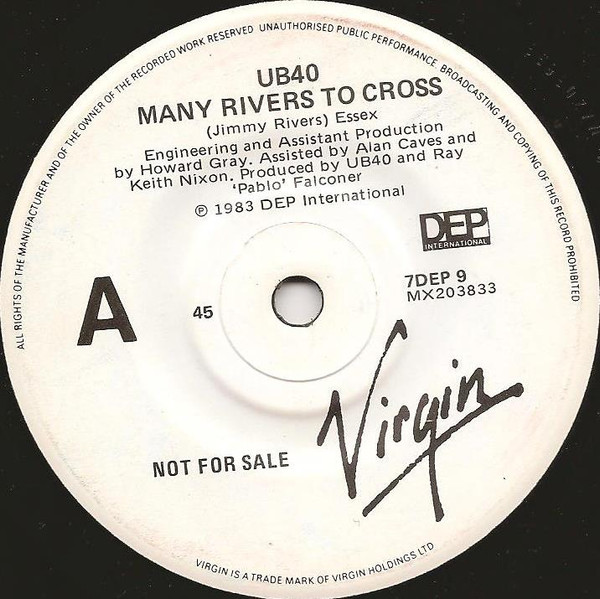 ALL RIGHTS OF THE MANUFACTURER AND OF THE OWNER OF THE RECORDED WORK RESERVED UNAUTHORISED PUBLIC PERFORMANCE, BROADCASTING AND COPYING OF THIS RECORD PROHIBITED
UB40
MANY RIVERS TO CROSS
(Jimmy Rivers) Essex
Engineering and Assistant Production
by Howard Gray. Assisted by Alan Caves and
Keith Nixon. Produced by UB40 and Ray
'Pablo' Falconer
℗ 1983 DEP International
DEP
INTERNATIONAL
7DEP 9
MX203833
A
45
Virgin
NOT FOR SALE
VIRGIN IS A TRADE MARK OF VIRGIN HOLDINGS LTD